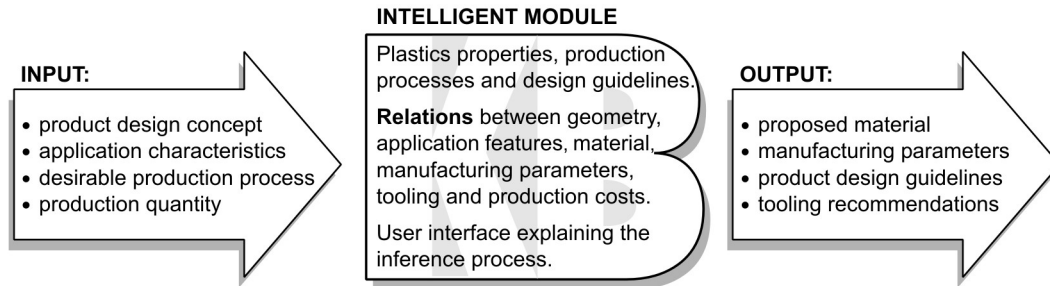 INPUT:
• product design concept
• application characteristics
• desirable production process
• production quantity
INTELLIGENT MODULE
KB
Plastics properties, production
processes and design guidelines.
Relations between geometry,
application features, material,
manufacturing parameters,
tooling and production costs.
User interface explaining the
inference process.
OUTPUT:
• proposed material
• manufacturing parameters
• product design guidelines
• tooling recommendations